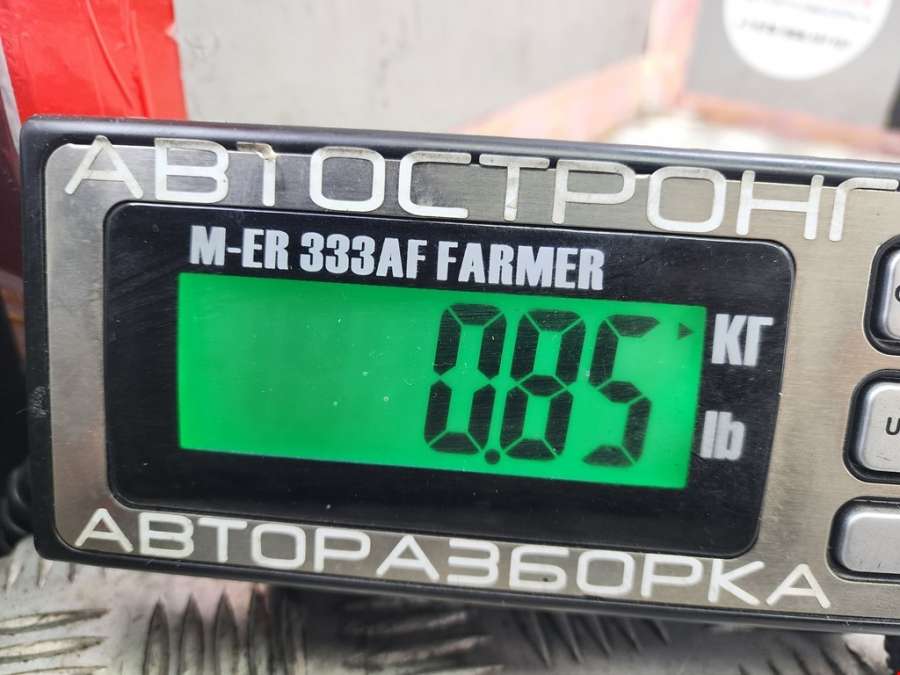 АВТОСТРОНГ
M-ER 333AF FARMER
0.85
КГ
lb
АВТОРАЗБОРКА